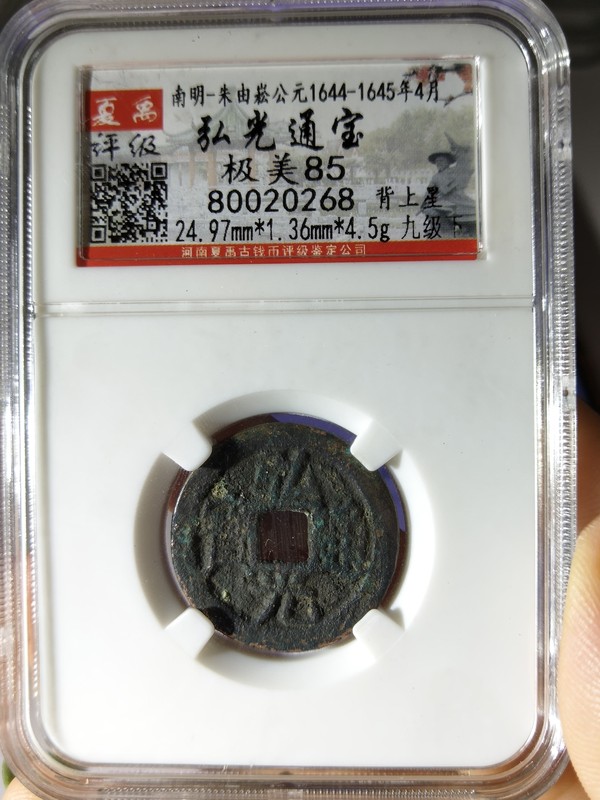 夏禹
评级
南明-朱由崧公元1644-1645年4月
弘光通宝
极美85
80020268 背上星
24.97mm*1.36mm*4.5g 九级下
河南夏禹古钱币评级鉴定公司
弘光